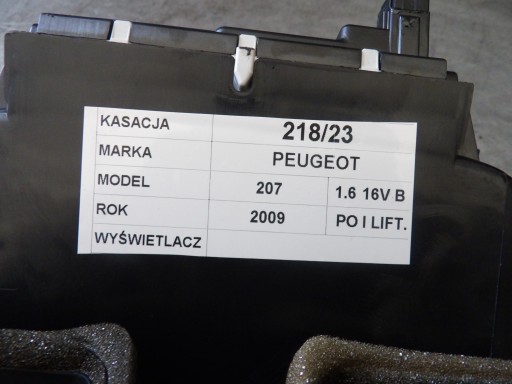 KASACJA 218/23
MARKA PEUGEOT
MODEL 207 1.6 16V B
ROK 2009 PO I LIFT.
WYŚWIETLACZ